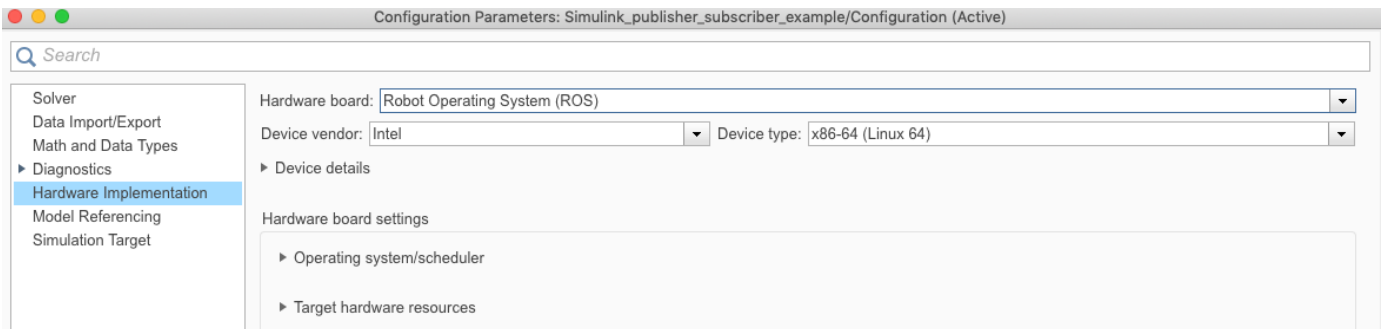 Configuration Parameters: Simulink_publisher_subscriber_example/Configuration (Active)
Search
Solver
Data Import/Export
Math and Data Types
Diagnostics
Hardware Implementation
Model Referencing
Simulation Target
Hardware board: Robot Operating System (ROS)
Device vendor: Intel Device type: x86-64 (Linux 64)
Device details
Hardware board settings
Operating system/scheduler
Target hardware resources